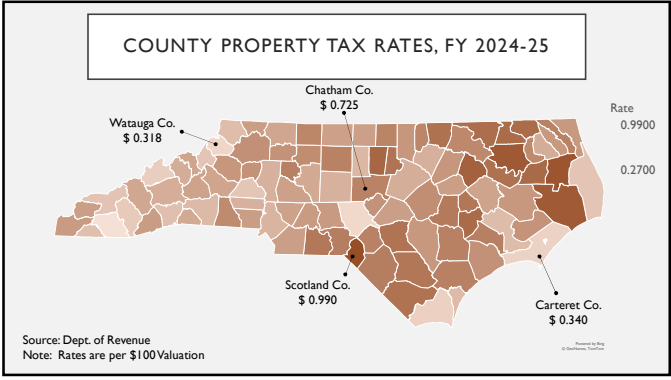 COUNTY PROPERTY TAX RATES, FY 2024-25
Chatham Co.
$ 0.725
Watauga Co.
$ 0.318
Rate
0.9900
0.2700
Scotland Co.
$ 0.990
Carteret Co.
$ 0.340
Source: Dept. of Revenue
Note: Rates are per $100 Valuation
Powered by Bing
© GeoNames, TomTom